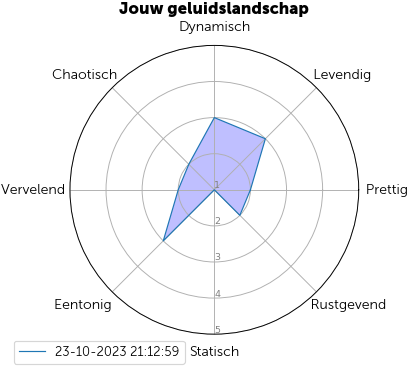 Jouw geluidslandschap
Dynamisch
Chaotisch
Levendig
Vervelend
1
Prettig
2
3
4
Eentonig
Rustgevend
5
23-10-2023 21:12:59
Statisch